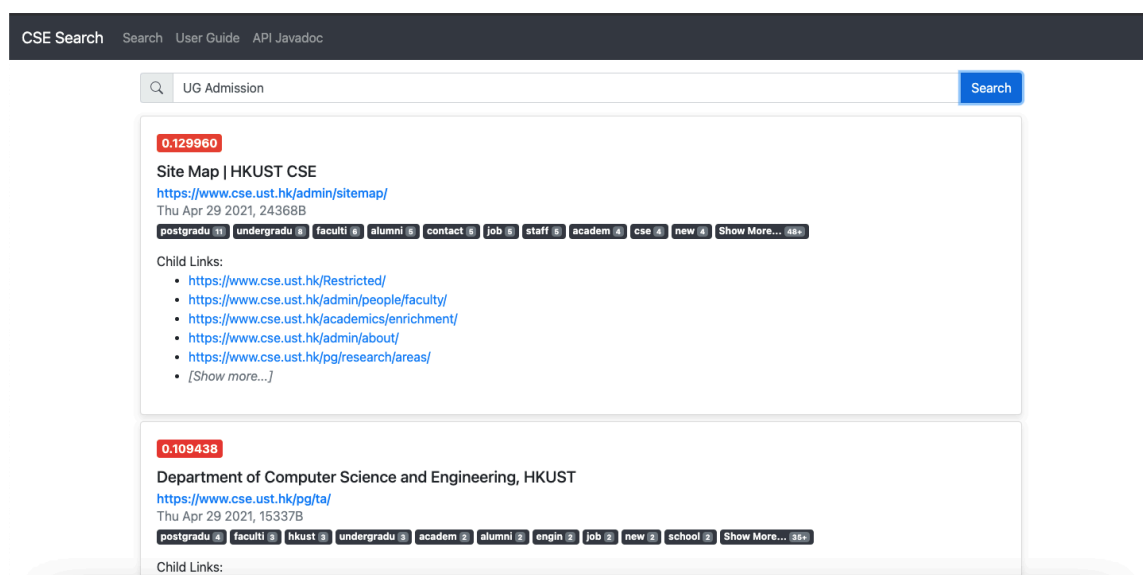 CSE Search Search User Guide API Javadoc
UG Admission Search
0.129960
Site Map | HKUST CSE
https://www.cse.ust.hk/admin/sitemap/
Thu Apr 29 2021, 24368B
postgradu 11 undergradu 8 faculti 6 alumni 5 contact 5 job 5 staff 5 academ 4 cse 4 new 4 Show More... 48+
Child Links:
• https://www.cse.ust.hk/Restricted/
• https://www.cse.ust.hk/admin/people/faculty/
• https://www.cse.ust.hk/academics/enrichment/
• https://www.cse.ust.hk/admin/about/
• https://www.cse.ust.hk/pg/research/areas/
• [Show more...]
0.109438
Department of Computer Science and Engineering, HKUST
https://www.cse.ust.hk/pg/ta/
Thu Apr 29 2021, 15337B
postgradu 4 faculti 3 hkust 3 undergradu 3 academ 2 alumni 2 engin 2 job 2 new 2 school 2 Show More... 35+
Child Links: